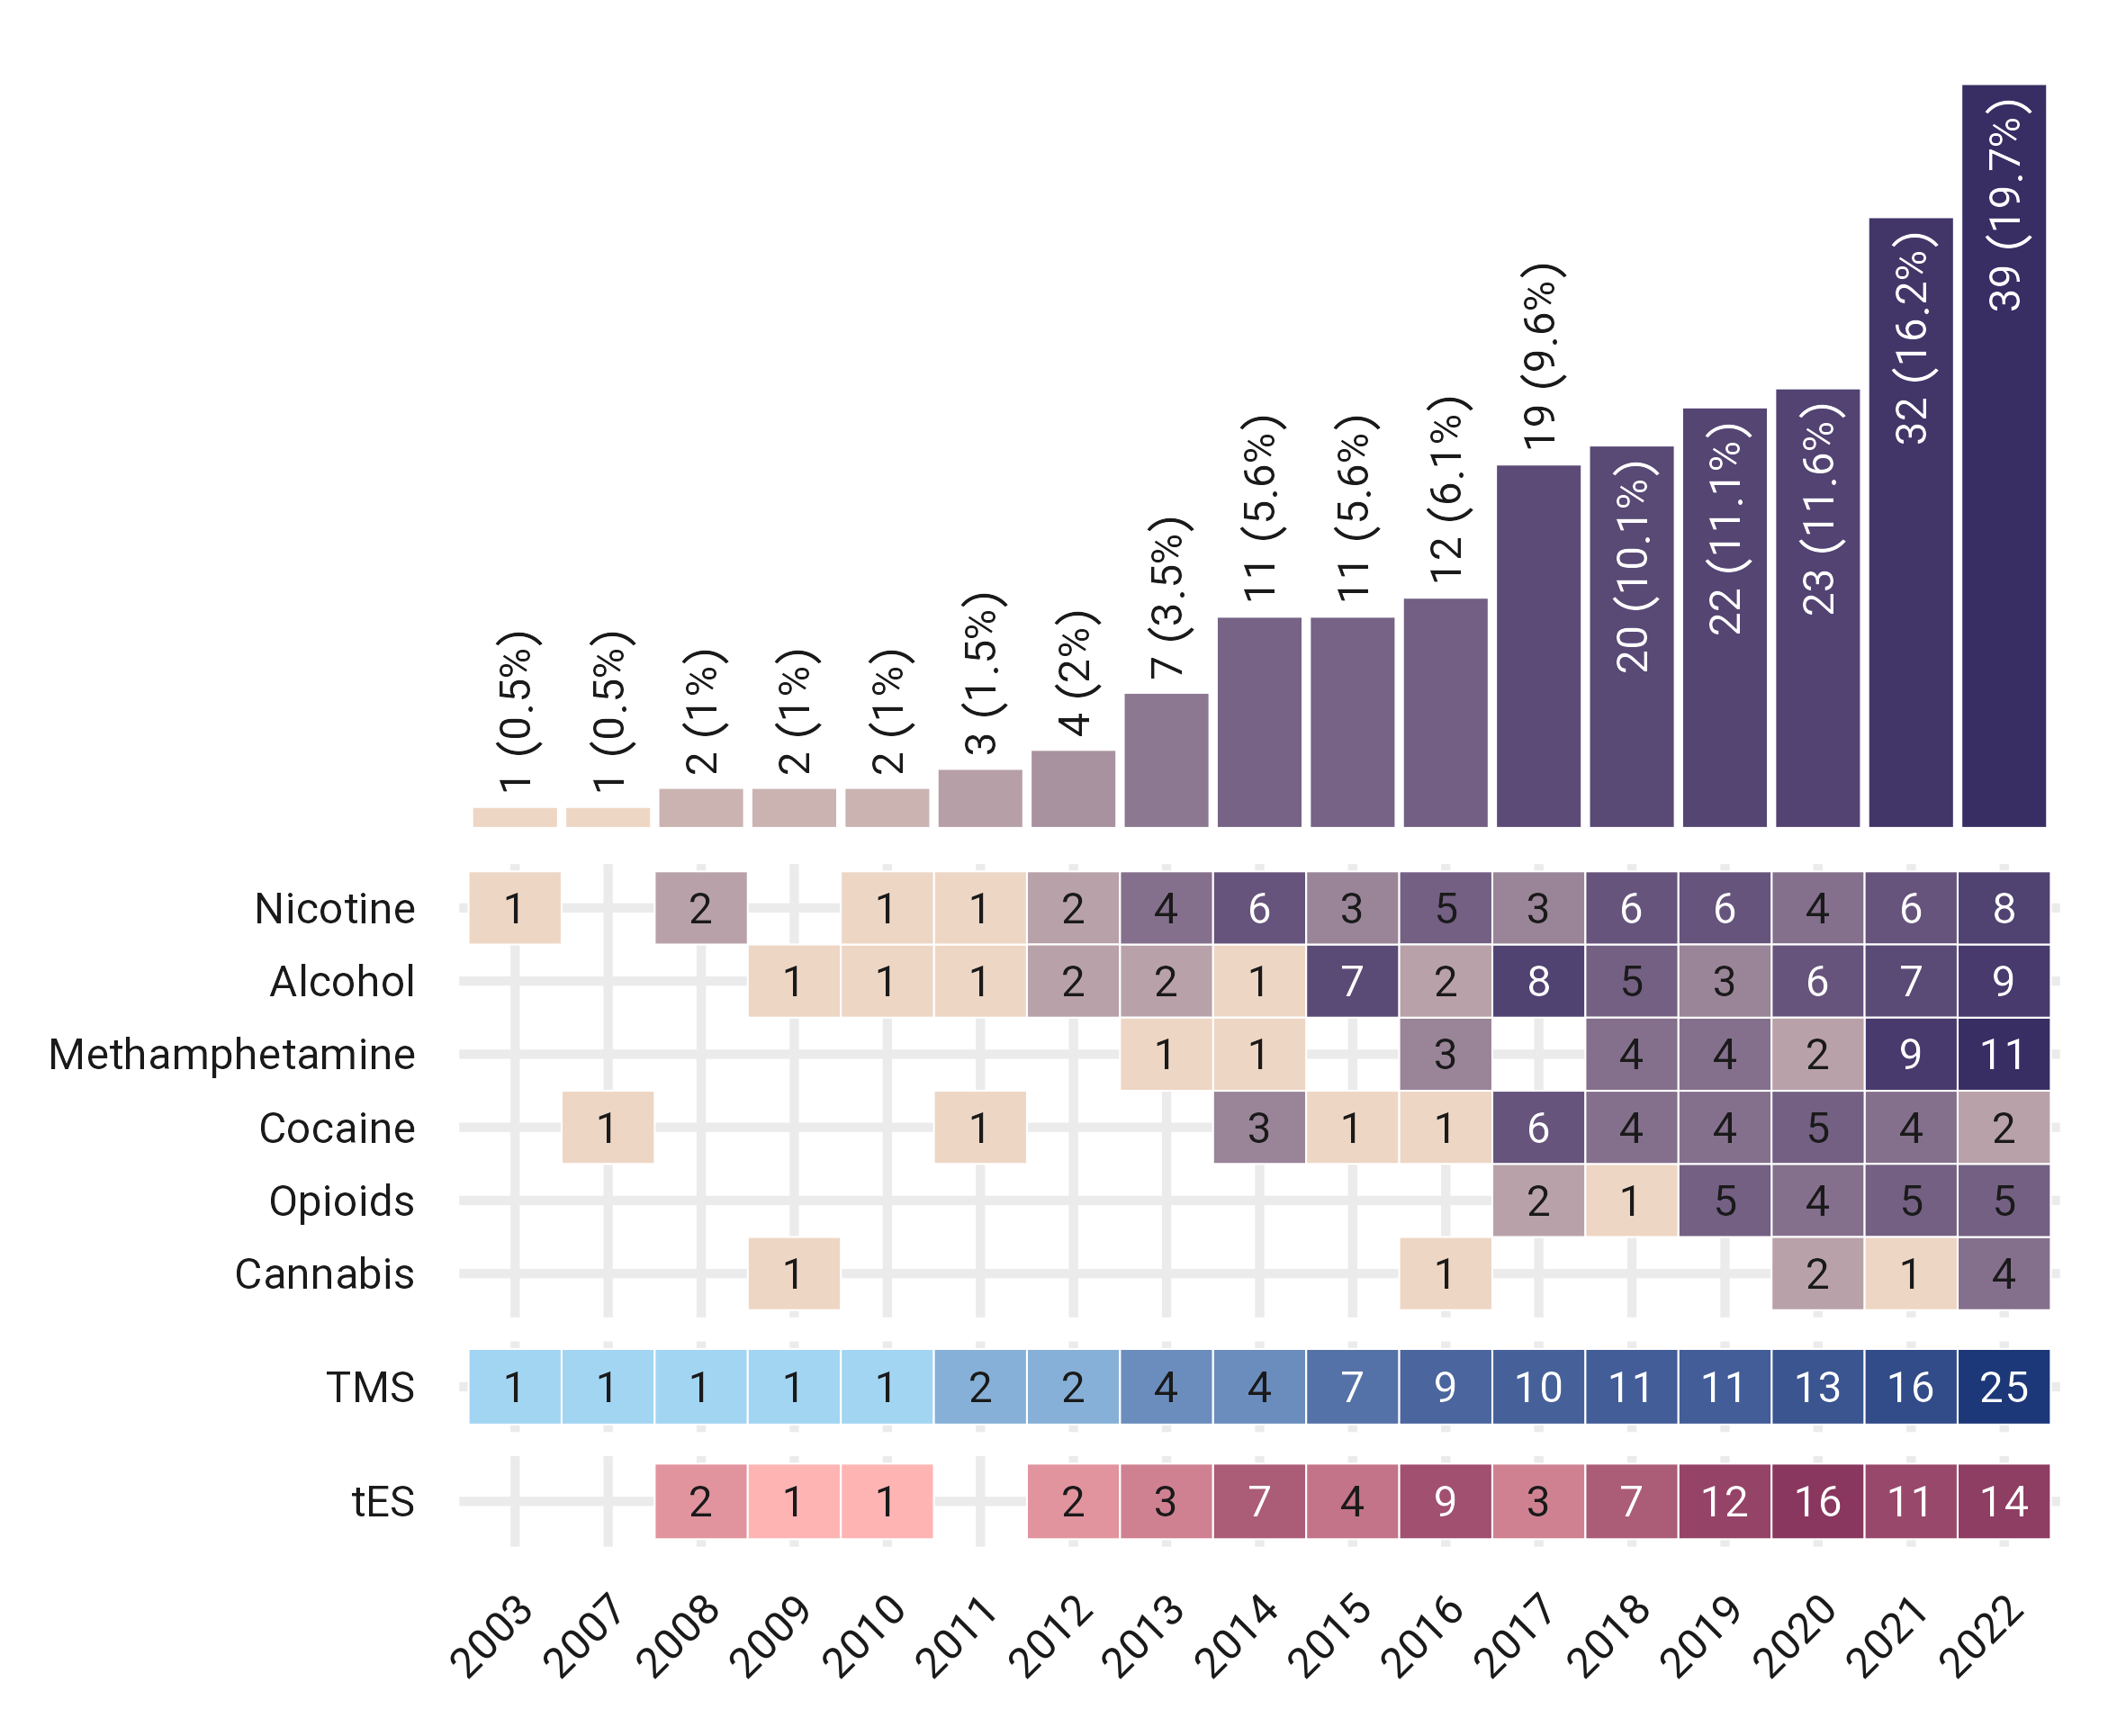 1 (0.5%)
1 (0.5%)
2 (1%)
2 (1%)
2 (1%)
3 (1.5%)
4 (2%)
7 (3.5%)
11 (5.6%)
11 (5.6%)
12 (6.1%)
19 (9.6%)
20 (10.1%)
22 (11.1%)
23 (11.6%)
32 (16.2%)
39 (19.7%)
Nicotine 1 2 1 1 2 4 6 3 5 3 6 6 4 6 8
Alcohol 1 1 1 2 2 1 7 2 8 5 3 6 7 9
Methamphetamine 1 1 3 4 4 2 9 11
Cocaine 1 1 3 1 1 6 4 4 5 4 2
Opioids 2 1 5 4 5 5
Cannabis 1 1 2 1 4
TMS 1 1 1 1 1 2 2 4 4 7 9 10 11 11 13 16 25
tES 2 1 1 2 3 7 4 9 3 7 12 16 11 14
2003 2007 2008 2009 2010 2011 2012 2013 2014 2015 2016 2017 2018 2019 2020 2021 2022